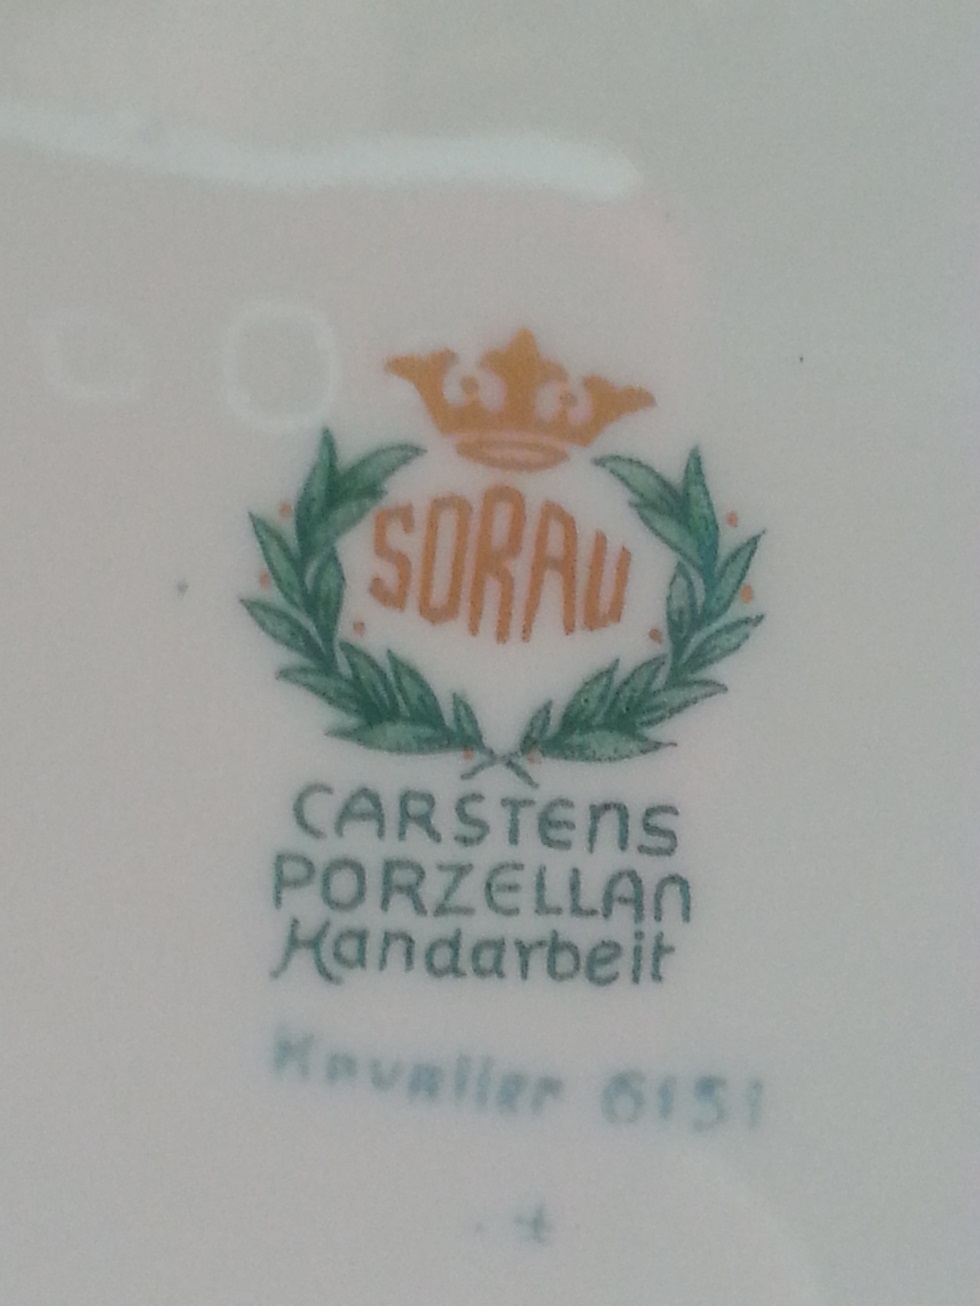 SORAU
CARSTENS
PORZELLAN
Handarbeit
Kavalier 6151